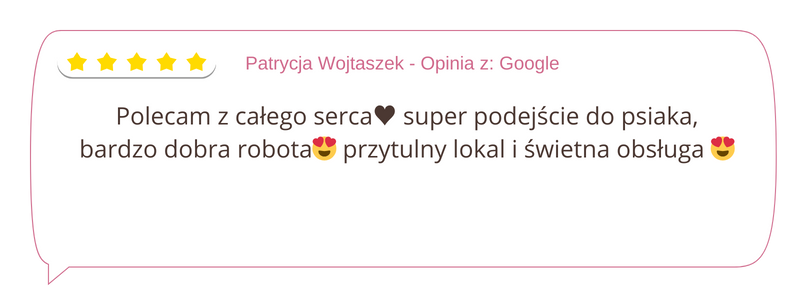 Patrycja Wojtaszek - Opinia z: Google
Polecam z całego serca♥ super podejście do psiaka,
bardzo dobra robota😍 przytulny lokal i świetna obsługa 😍